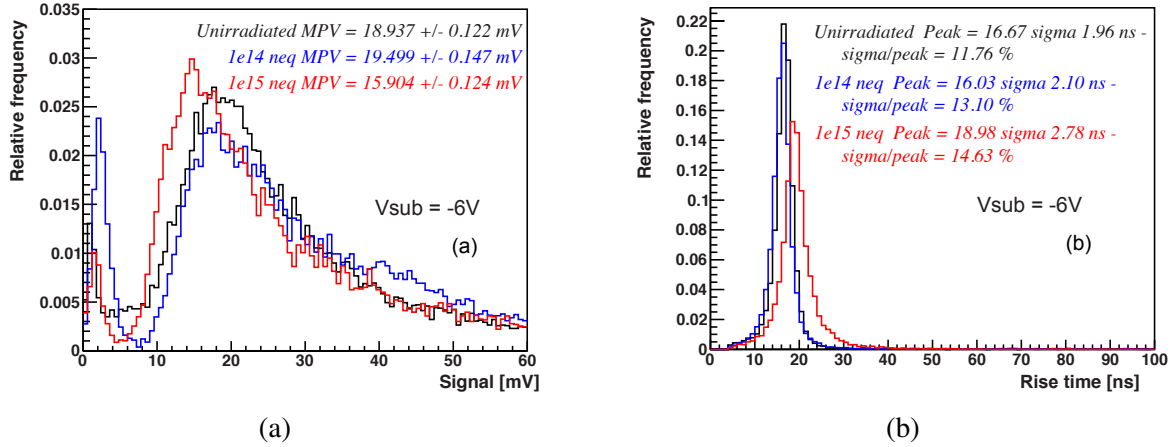 Unirradiated MPV = 18.937 +/- 0.122 mV
1e14 neq MPV = 19.499 +/- 0.147 mV
1e15 neq MPV = 15.904 +/- 0.124 mV
Relative frequency
0.035
0.03
0.025
0.02
0.015
0.01
0.005
0
Vsub = -6V
(a)
0 10 20 30 40 50 60
Signal [mV]
(a)
Unirradiated Peak = 16.67 sigma 1.96 ns -
sigma/peak = 11.76 %
1e14 neq Peak = 16.03 sigma 2.10 ns -
sigma/peak = 13.10 %
1e15 neq Peak = 18.98 sigma 2.78 ns -
sigma/peak = 14.63 %
Relative frequency
0.22
0.2
0.18
0.16
0.14
0.12
0.1
0.08
0.06
0.04
0.02
0
Vsub = -6V
(b)
0 10 20 30 40 50 60 70 80 90 100
Rise time [ns]
(b)